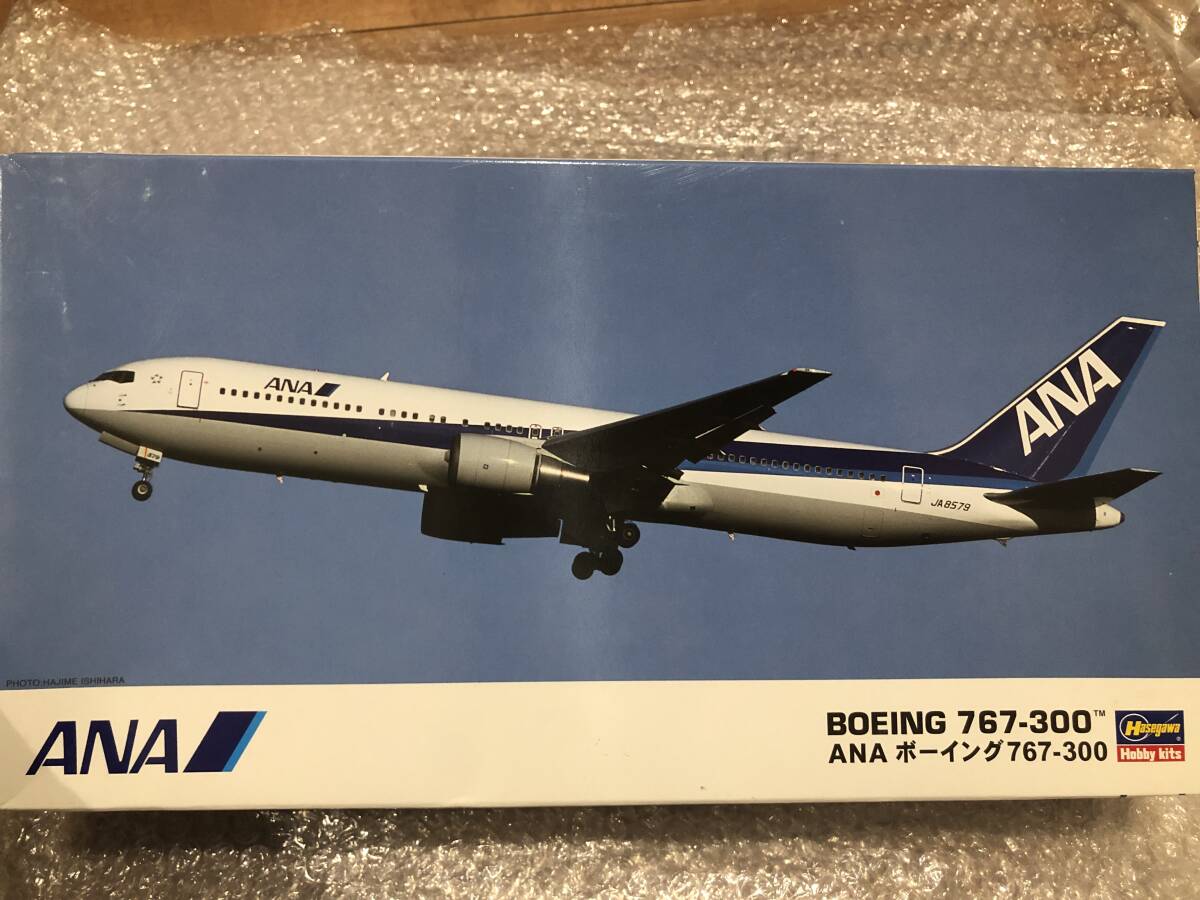 ANA
ANA
879
JA8579
PHOTO:HAJIME ISHIHARA
ANA
BOEING 767-300™
ANA ボーイング767-300
Hasegawa
Hobby kits